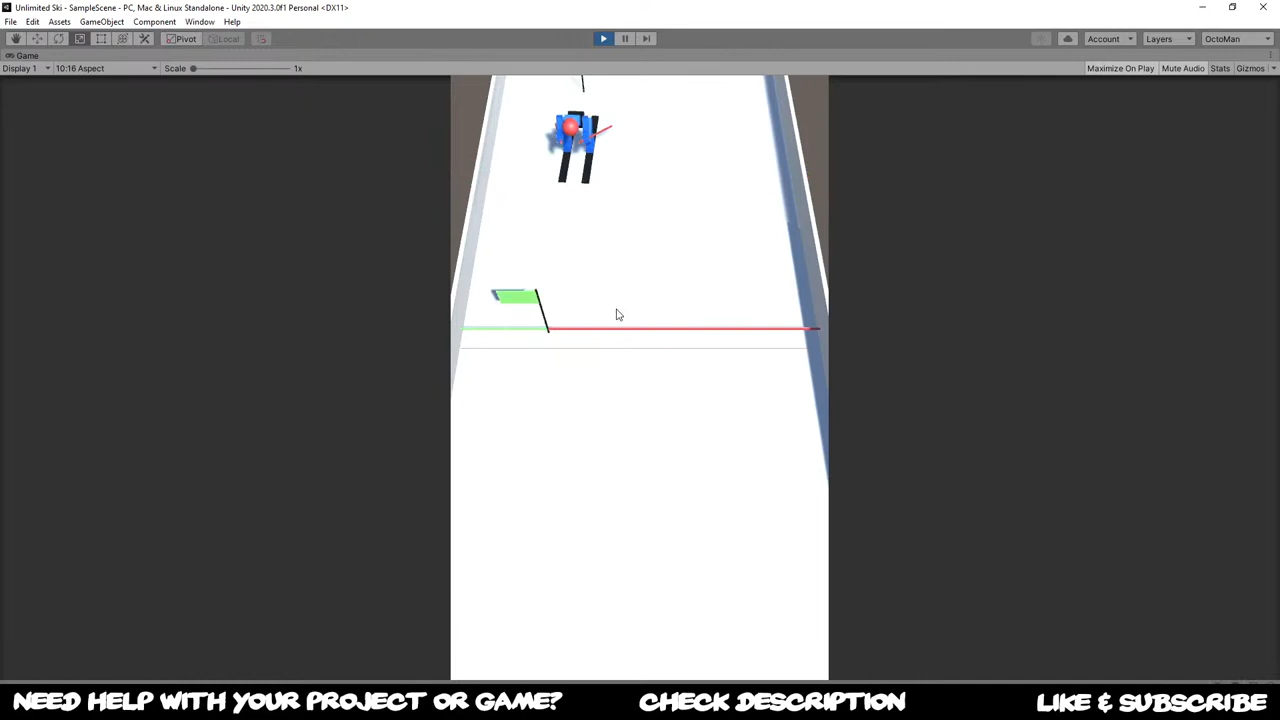 Unlimited Ski - SampleScene - PC, Mac & Linux Standalone - Unity 2020.3.0f1 Personal <DX11>
File Edit Assets GameObject Component Window Help
Pivot Local Account Layers OctoMan
Game
Display 1 10:16 Aspect Scale 1x Maximize On Play Mute Audio Stats Gizmos
NEED HELP WITH YOUR PROJECT OR GAME? CHECK DESCRIPTION LIKE & SUBSCRIBE